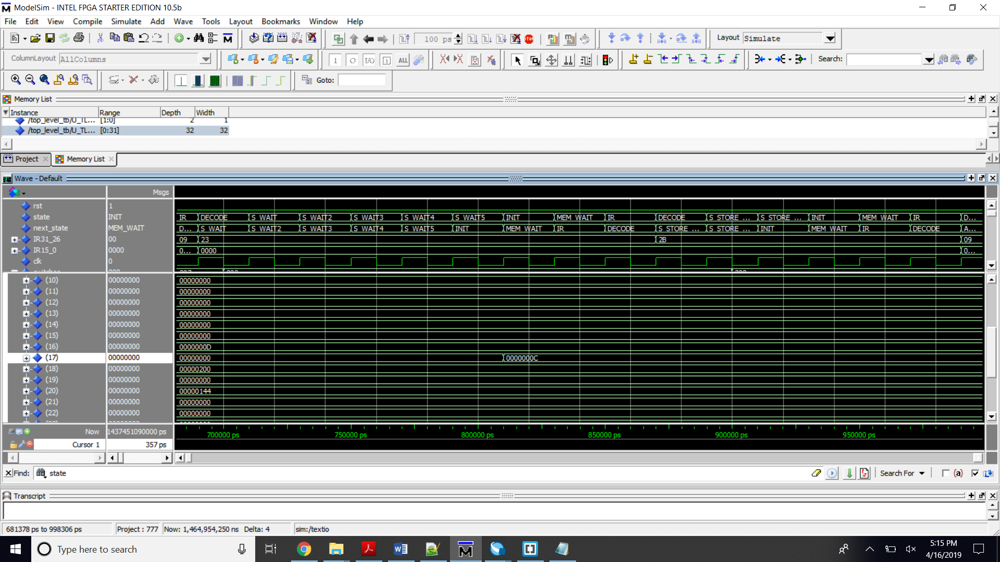 ModelSim - INTEL FPGA STARTER EDITION 10.5b
File Edit View Compile Simulate Add Wave Tools Layout Bookmarks Window Help
100 ps
Layout Simulate
ColumnLayout AllColumns
Search:
Goto:
Memory List
Instance Range Depth Width
/top_level_tb/U_TL... [1:0] 2 1
/top_level_tb/U_TL... [0:31] 32 32
Project Memory List
Wave - Default
Msgs
rst 1
state INIT IR DECODE S_WAIT S_WAIT2 S_WAIT3 S_WAIT4 S_WAIT5 INIT MEM_WAIT IR DECODE S_STORE_... S_STORE_... INIT MEM_WAIT IR D...
next_state MEM_WAIT D... S_WAIT S_WAIT2 S_WAIT3 S_WAIT4 S_WAIT5 INIT MEM_WAIT IR DECODE S_STORE_... S_STORE_... INIT MEM_WAIT IR DECODE A...
IR31_26 00 09 23 2B 09
IR15_0 0000 0... 0000 0...
clk 0
(10) 00000000 00000000
(11) 00000000 00000000
(12) 00000000 00000000
(13) 00000000 00000000
(14) 00000000 00000000
(15) 00000000 00000000
(16) 00000000 0000000D
(17) 00000000 00000000 0000000C
(18) 00000000 00000200
(19) 00000000 00000000
(20) 00000000 00000144
(21) 00000000 00000000
(22) 00000000 00000000
Now 1437451090000 ps 700000 ps 750000 ps 800000 ps 850000 ps 900000 ps 950000 ps
Cursor 1 357 ps
Find: state Search For
Transcript
681378 ps to 998306 ps Project : 777 Now: 1,464,954,250 ns Delta: 4 sim:/textio
Type here to search
5:15 PM
4/16/2019